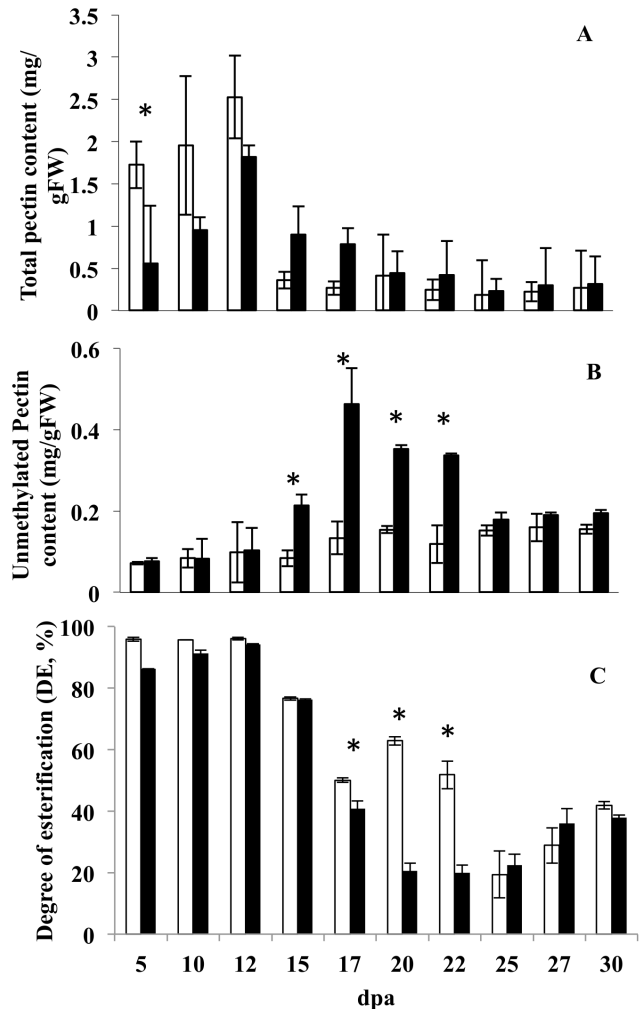 A
Total pectin content (mg/
gFW)
3.5
3
2.5
2
1.5
1
0.5
0
*
B
Unmethylated Pectin
content (mg/gFW)
0.6
0.4
0.2
0
* * * *
C
Degree of esterification (DE, %)
100
80
60
40
20
0
* * *
5 10 12 15 17 20 22 25 27 30
dpa